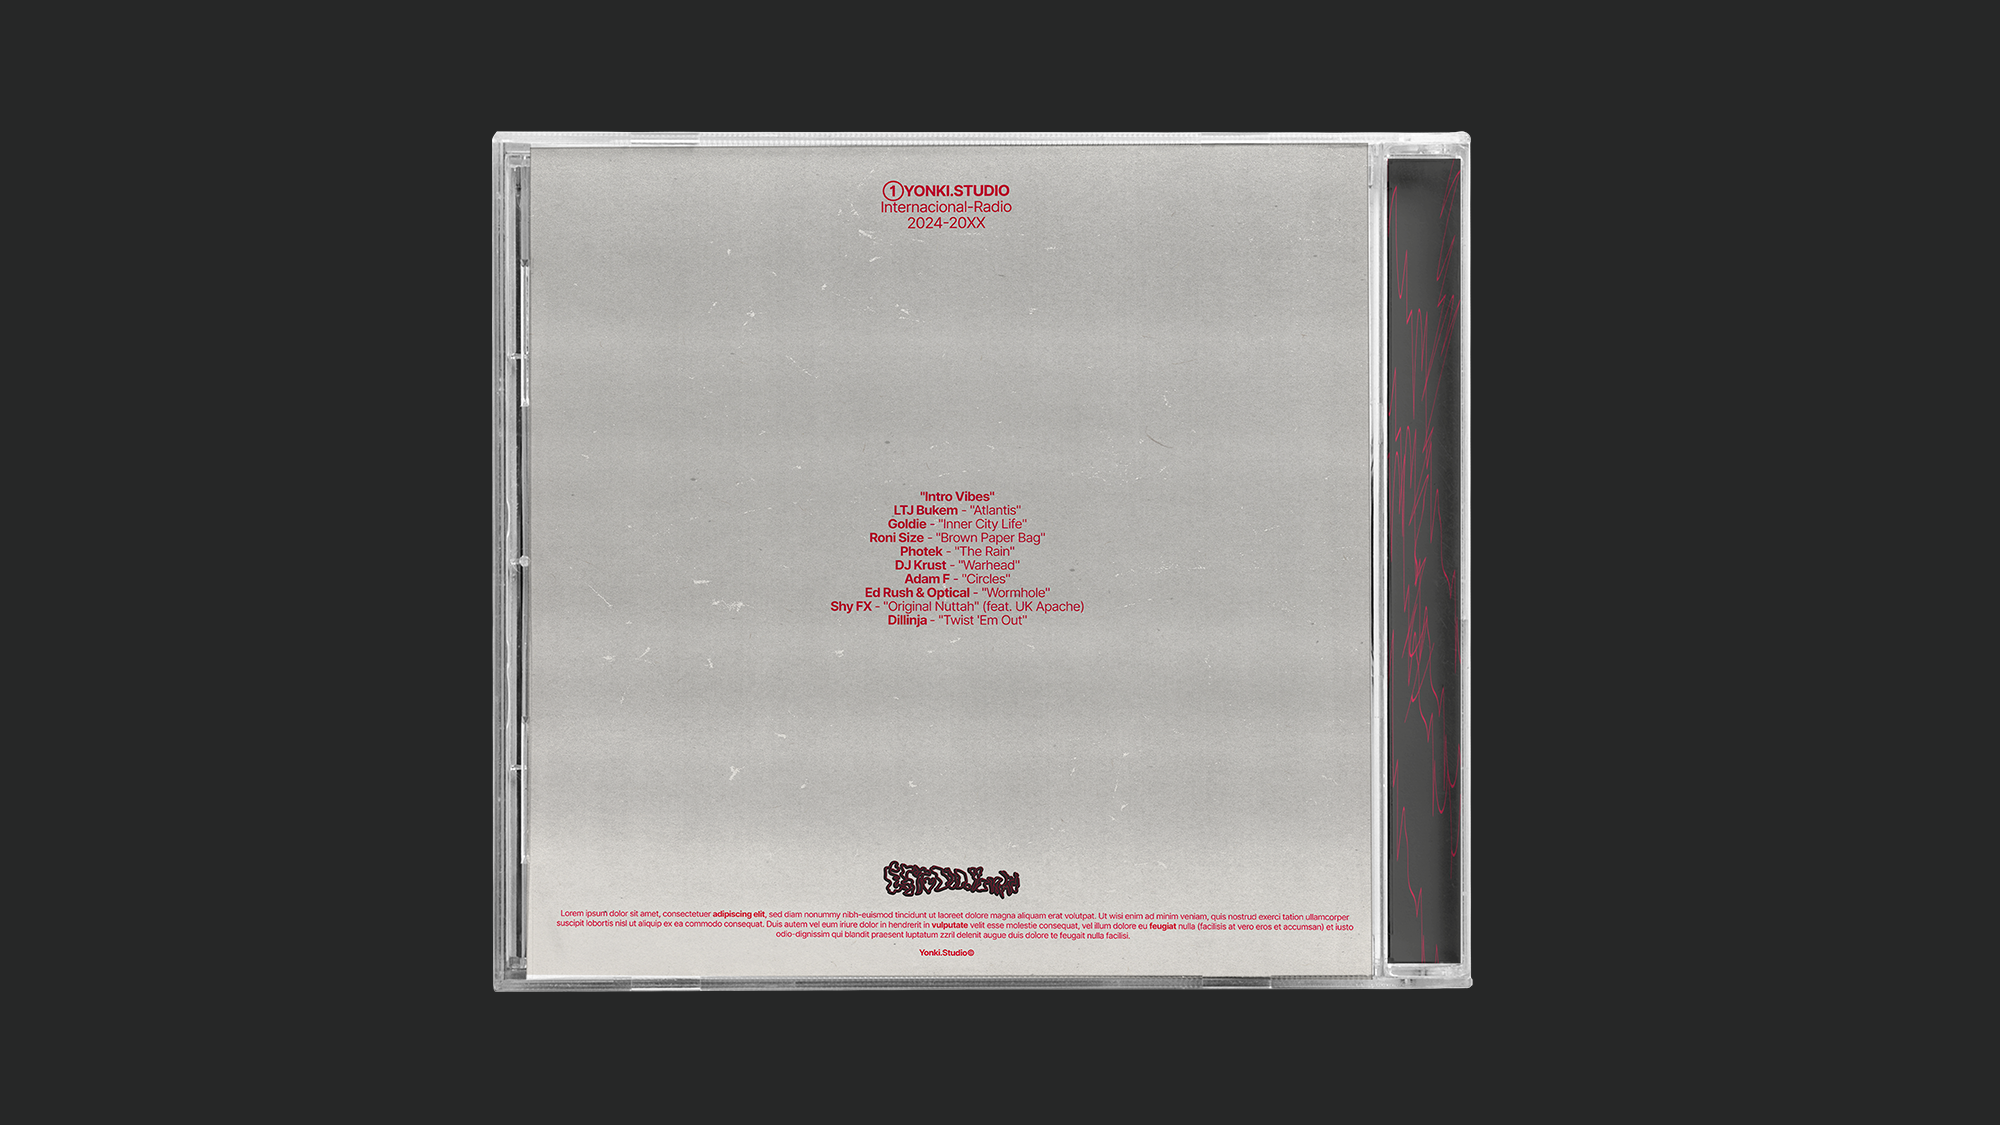 ①YONKI.STUDIO
Internacional-Radio
2024-20XX
"Intro Vibes"
LTJ Bukem - "Atlantis"
Goldie - "Inner City Life"
Roni Size - "Brown Paper Bag"
Photek - "The Rain"
DJ Krust - "Warhead"
Adam F - "Circles"
Ed Rush & Optical - "Wormhole"
Shy FX - "Original Nuttah" (feat. UK Apache)
Dillinja - "Twist 'Em Out"
Lorem ipsum dolor sit amet, consectetuer adipiscing elit, sed diam nonummy nibh-euismod tincidunt ut laoreet dolore magna aliquam erat volutpat. Ut wisi enim ad minim veniam, quis nostrud exerci tation ullamcorper
suscipit lobortis nisl ut aliquip ex ea commodo consequat. Duis autem vel eum iriure dolor in hendrerit in vulputate velit esse molestie consequat, vel illum dolore eu feugiat nulla (facilisis at vero eros et accumsan) et iusto
odio-dignissim qui blandit praesent luptatum zzril delenit augue duis dolore te feugait nulla facilisi.
Yonki.Studio©